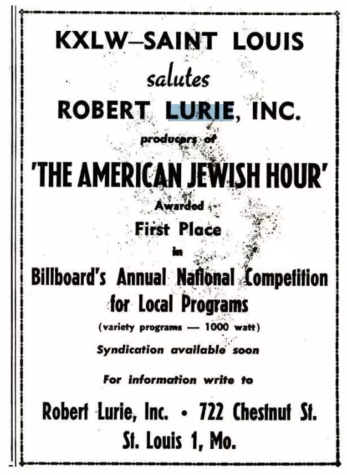 KXLW—SAINT LOUIS
salutes
ROBERT LURIE, INC.
producers of
'THE AMERICAN JEWISH HOUR'
Awarded
First Place
in
Billboard's Annual National Competition
for Local Programs
(variety programs — 1000 watt)
Syndication available soon
For information write to
Robert Lurie, Inc. • 722 Chestnut St.
St. Louis 1, Mo.